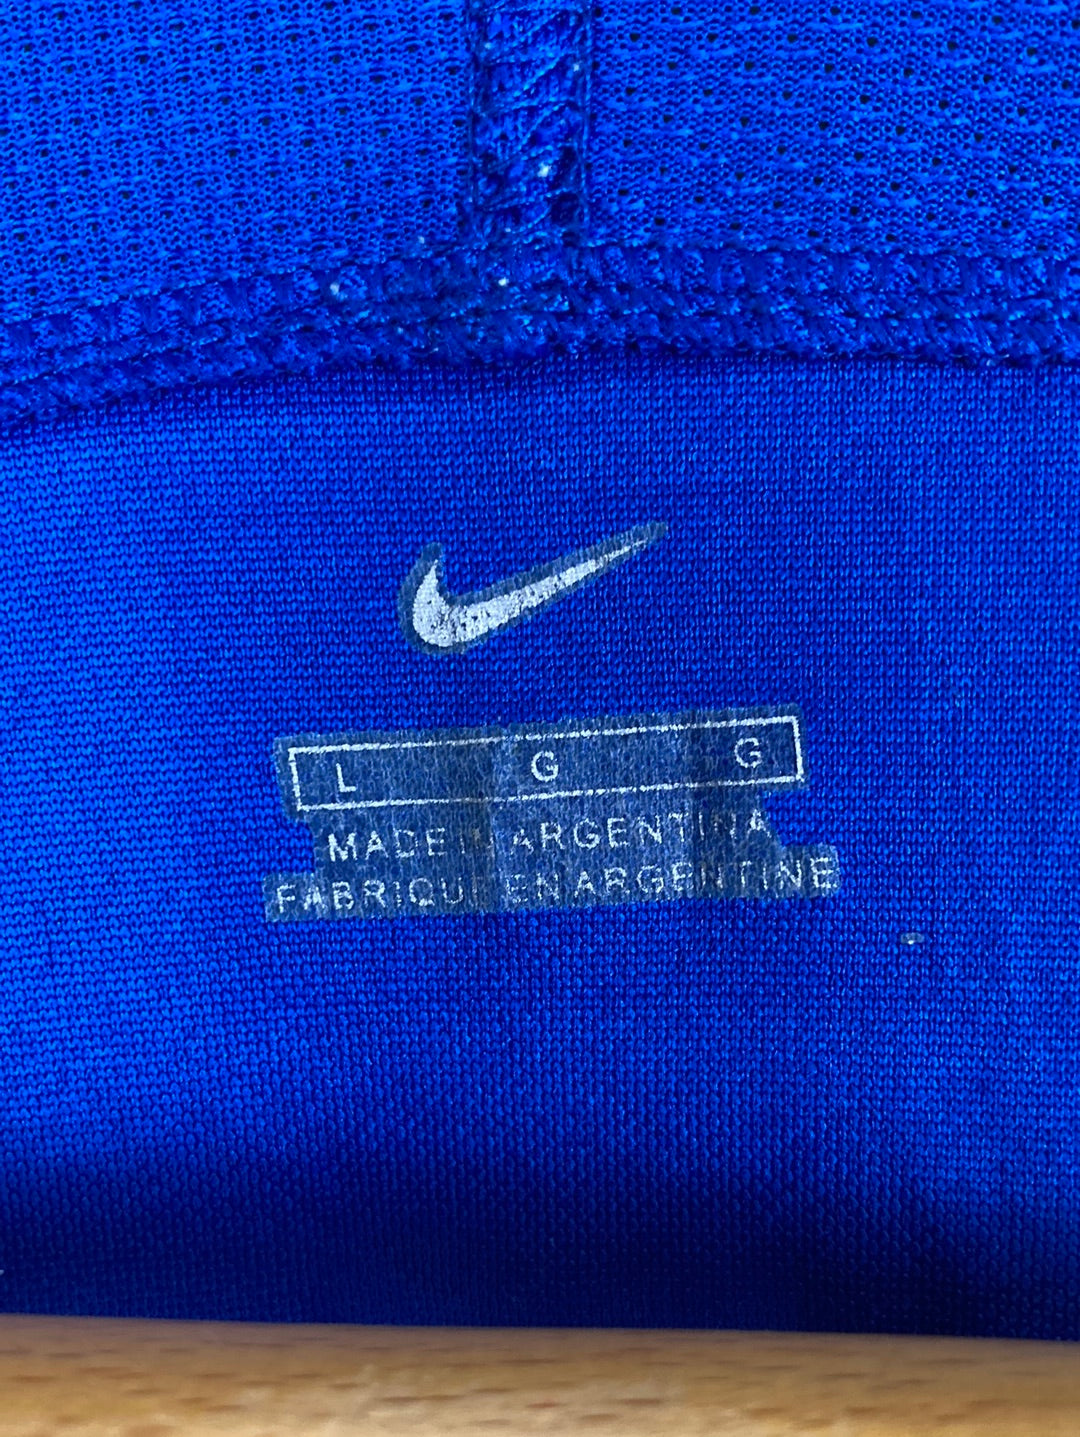 L G G
MADE IN ARGENTINA
FABRIQUE EN ARGENTINE